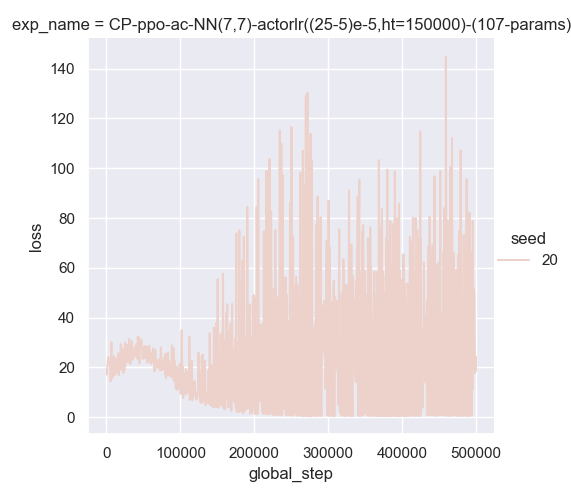 exp_name = CP-ppo-ac-NN(7,7)-actorlr((25-5)e-5,ht=150000)-(107-params)
140
120
100
80
60
40
20
0
loss
seed
20
0 100000 200000 300000 400000 500000
global_step